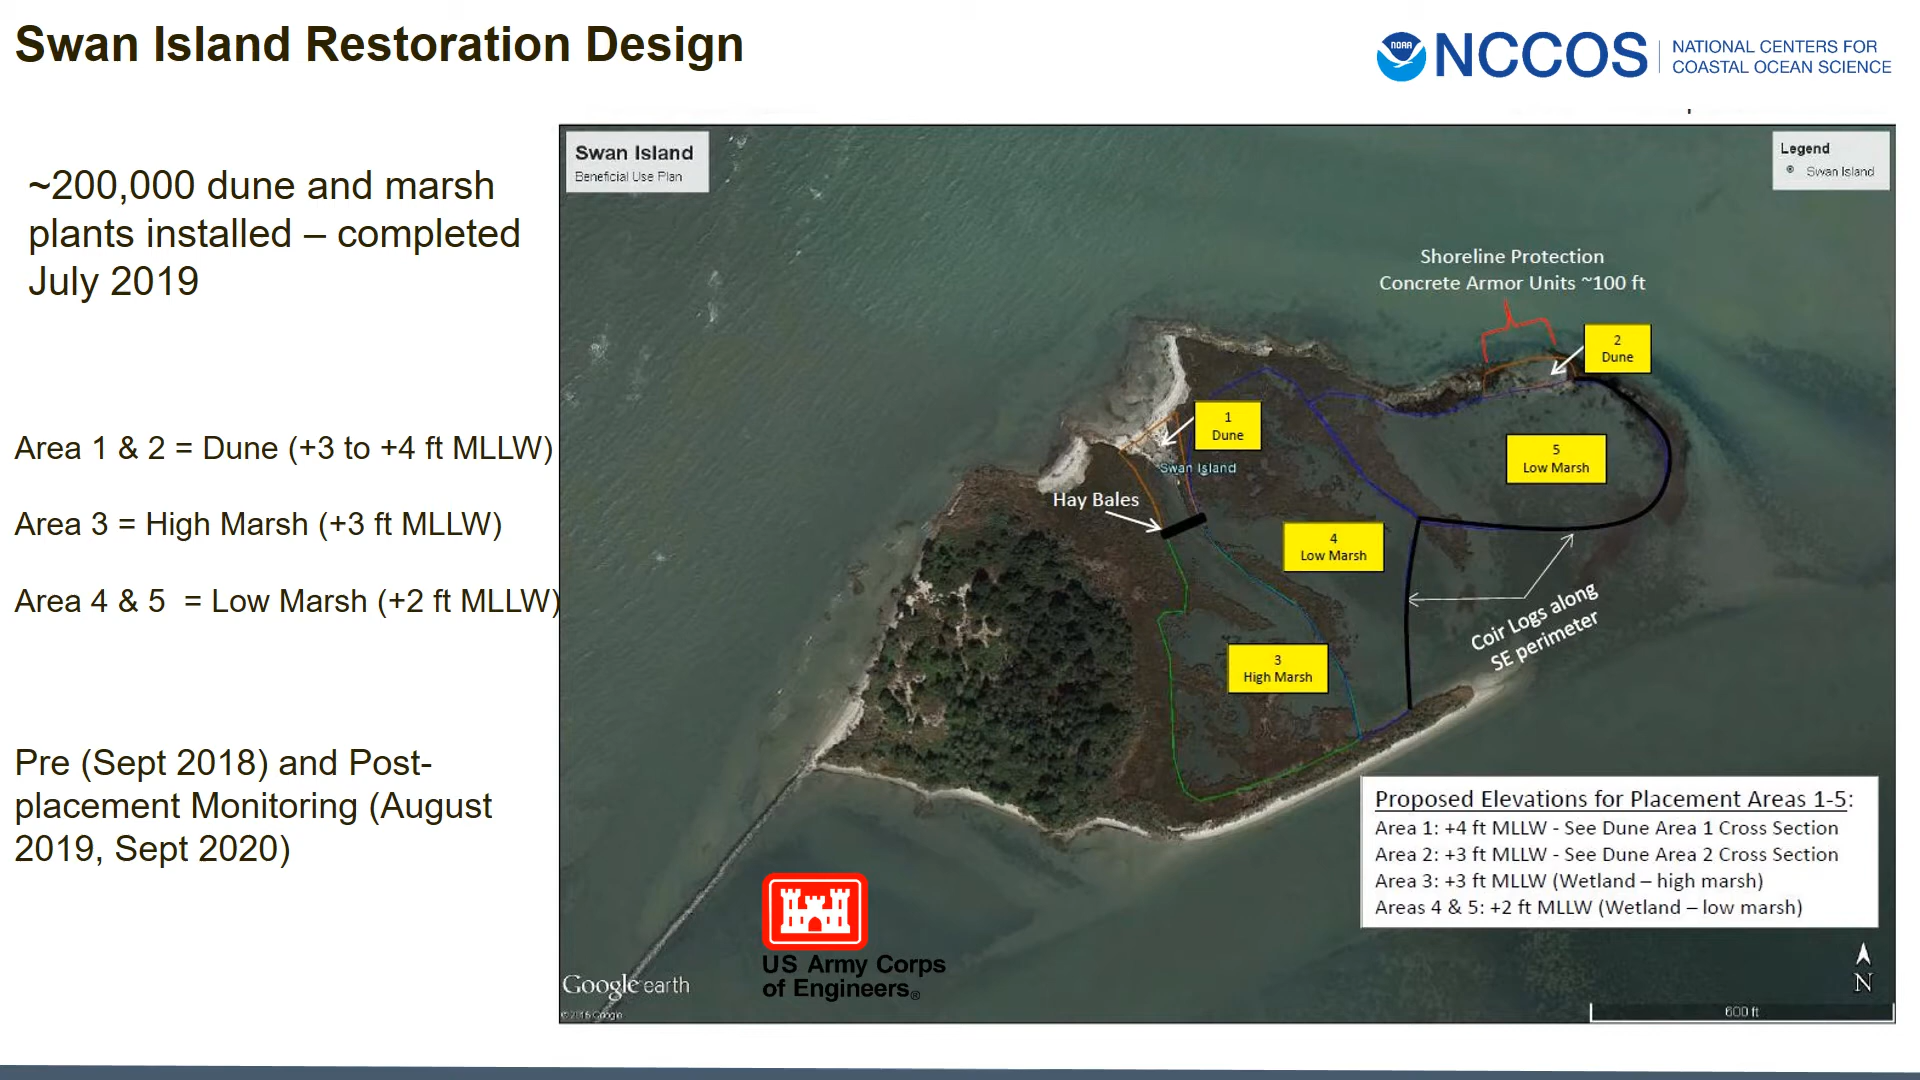 Swan Island Restoration Design
NOAA
NCCOS
NATIONAL CENTERS FOR
COASTAL OCEAN SCIENCE
~200,000 dune and marsh
plants installed – completed
July 2019
Area 1 & 2 = Dune (+3 to +4 ft MLLW)
Area 3 = High Marsh (+3 ft MLLW)
Area 4 & 5 = Low Marsh (+2 ft MLLW)
Pre (Sept 2018) and Post-
placement Monitoring (August
2019, Sept 2020)
Swan Island
Beneficial Use Plan
Legend
Swan Island
Shoreline Protection
Concrete Armor Units ~100 ft
2
Dune
1
Dune
5
Low Marsh
Swan Island
Hay Bales
4
Low Marsh
Coir Logs along
SE perimeter
3
High Marsh
Proposed Elevations for Placement Areas 1-5:
Area 1: +4 ft MLLW - See Dune Area 1 Cross Section
Area 2: +3 ft MLLW - See Dune Area 2 Cross Section
Area 3: +3 ft MLLW (Wetland – high marsh)
Areas 4 & 5: +2 ft MLLW (Wetland – low marsh)
US Army Corps
of Engineers®
Google earth
© 2016 Google
N
600 ft